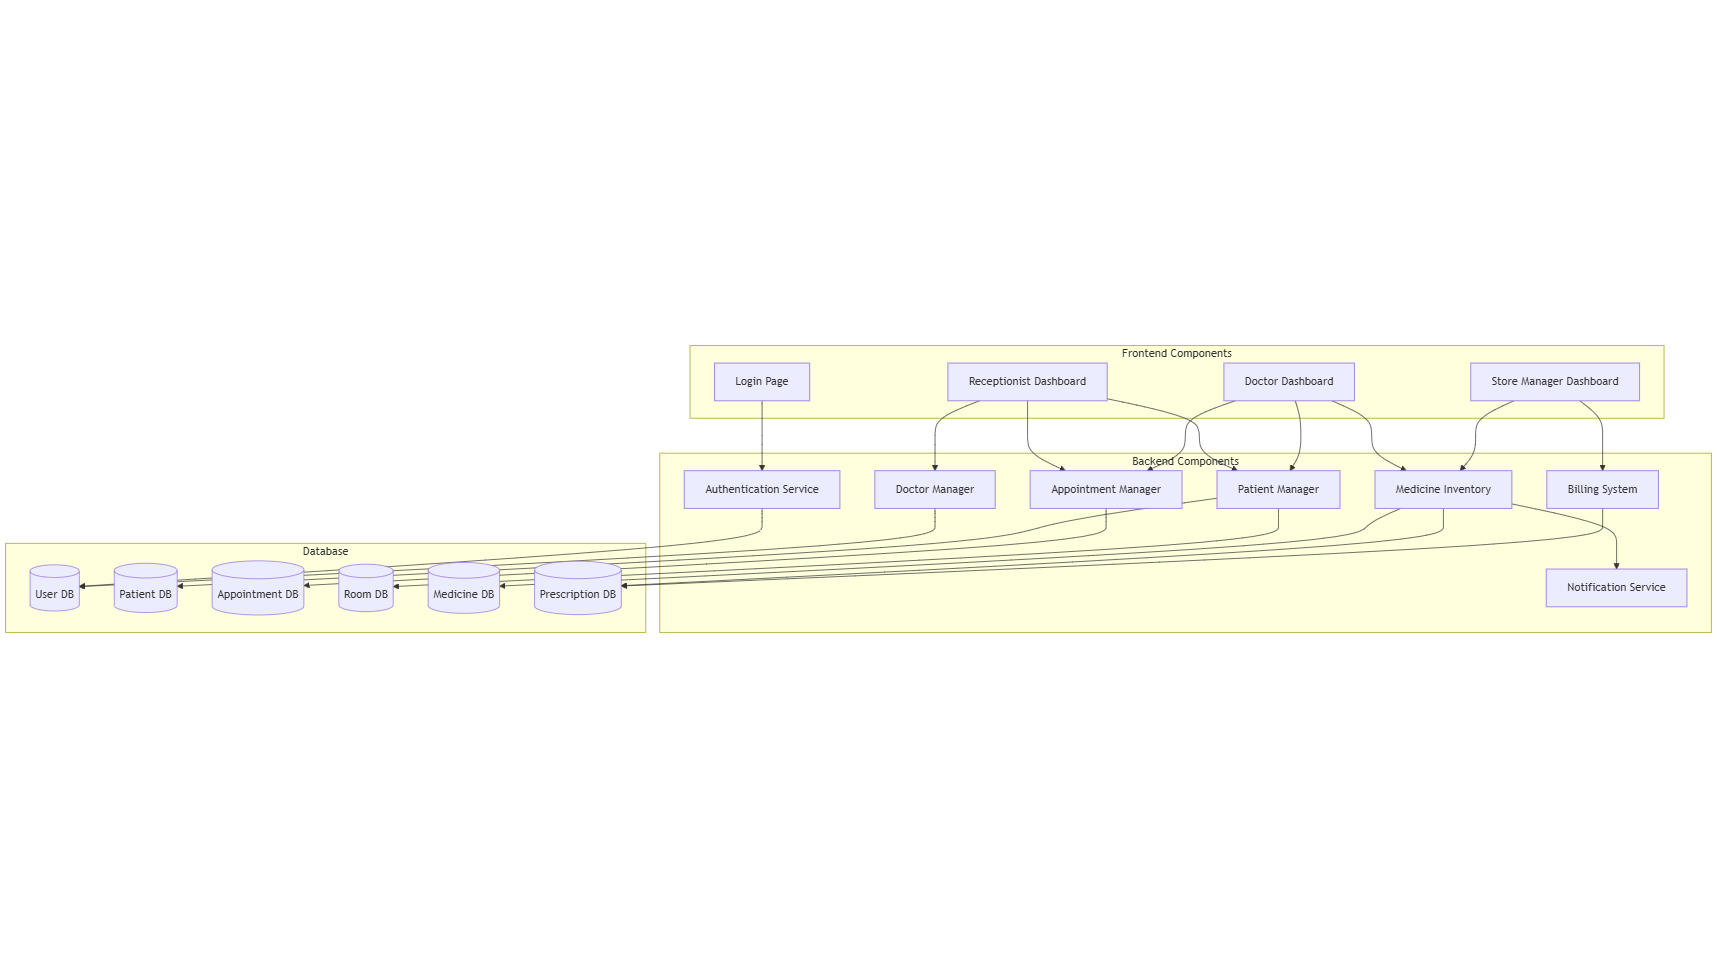 Frontend Components
Login Page
Receptionist Dashboard
Doctor Dashboard
Store Manager Dashboard
Backend Components
Authentication Service
Doctor Manager
Appointment Manager
Patient Manager
Medicine Inventory
Billing System
Database
User DB
Patient DB
Appointment DB
Room DB
Medicine DB
Prescription DB
Notification Service